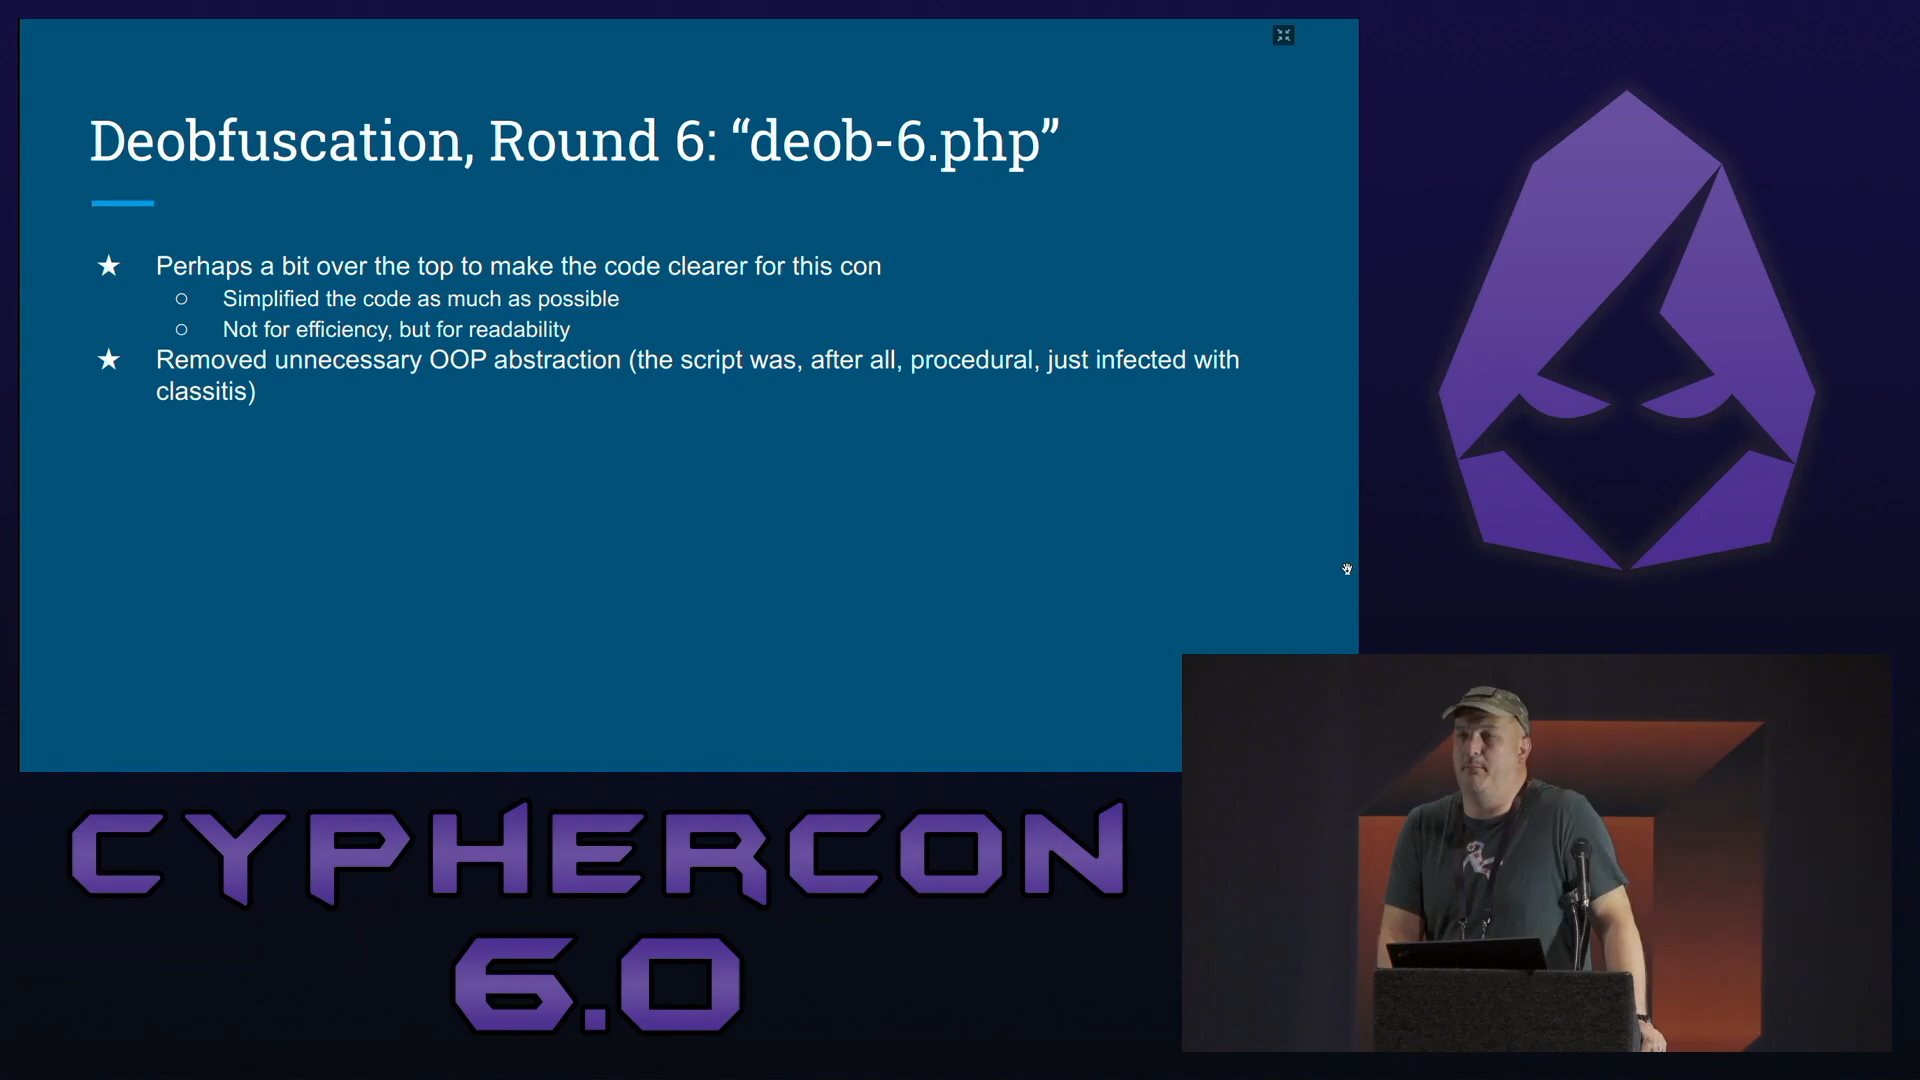 Deobfuscation, Round 6: “deob-6.php”
★ Perhaps a bit over the top to make the code clearer for this con
○ Simplified the code as much as possible
○ Not for efficiency, but for readability
★ Removed unnecessary OOP abstraction (the script was, after all, procedural, just infected with
classitis)
CYPHERCON
6.0